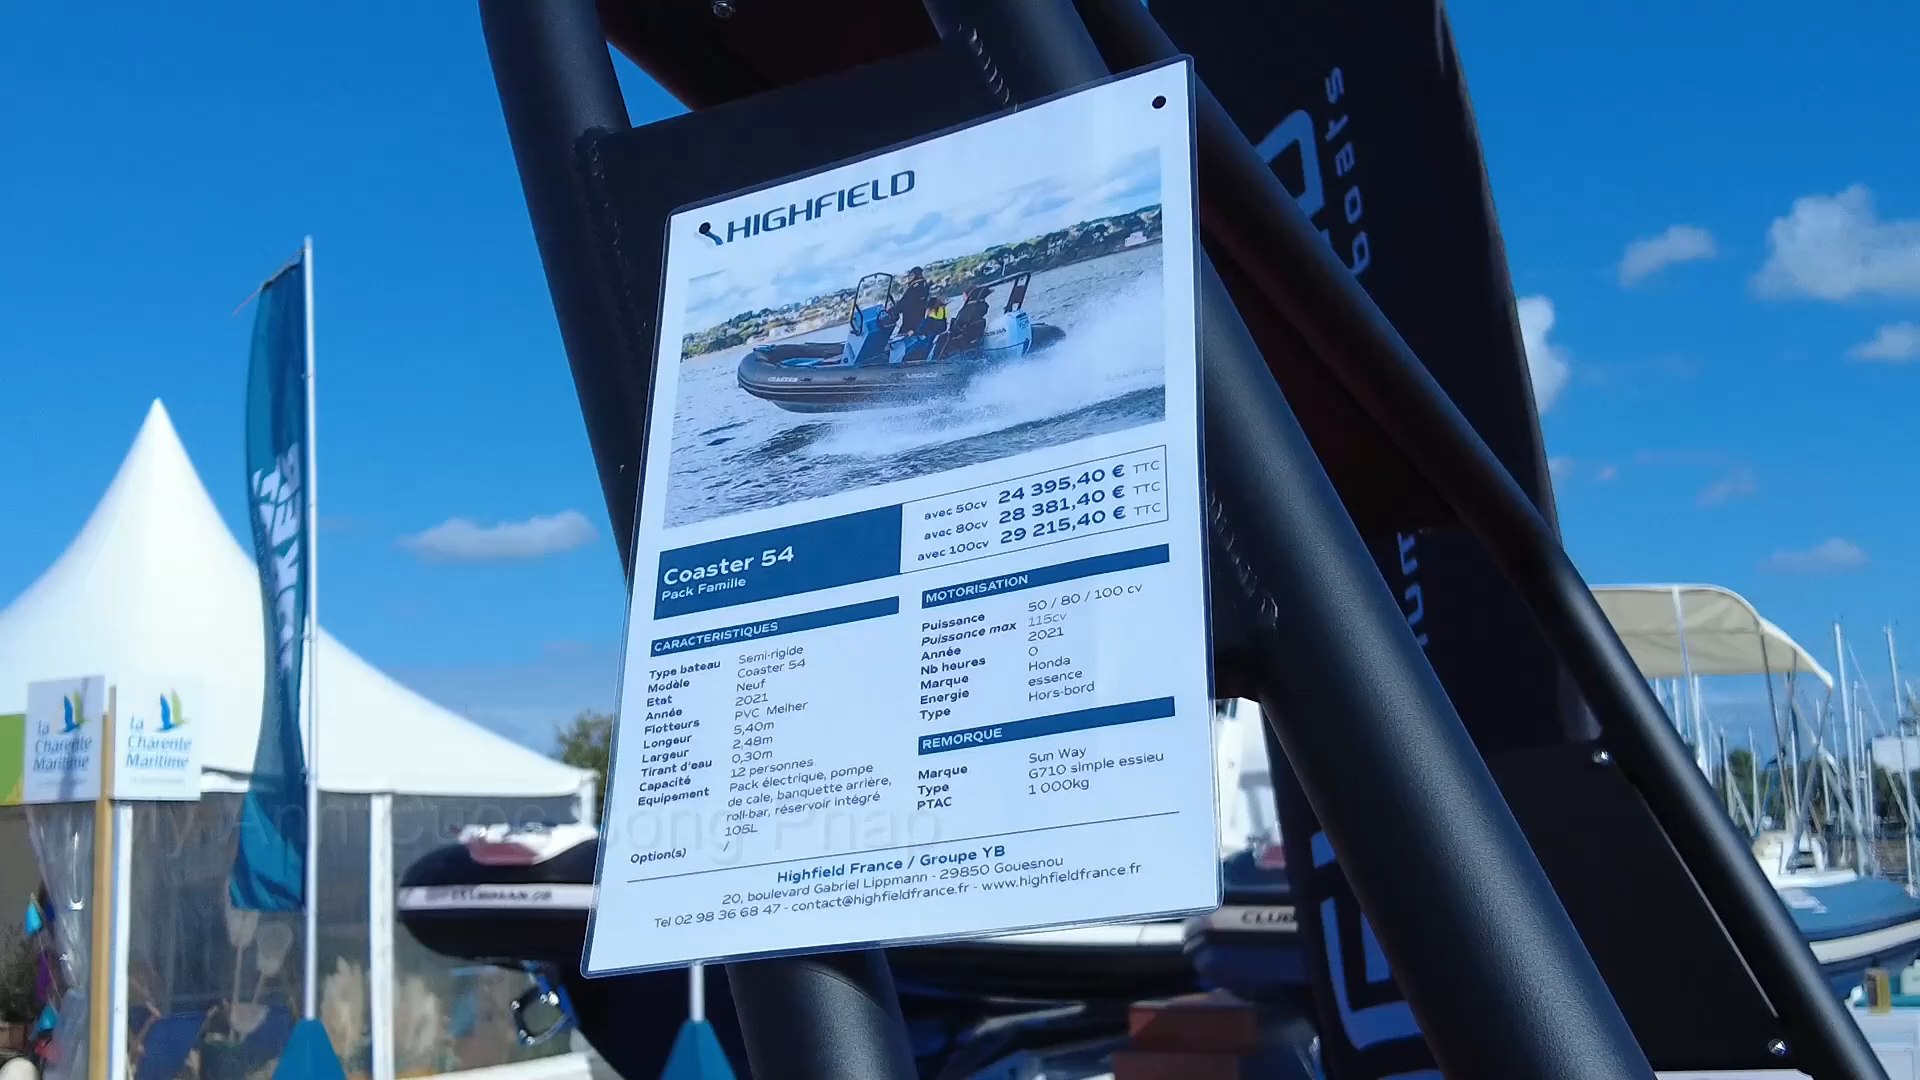 HIGHFIELD
COASTER
avec 50cv 24 395,40 € TTC
avec 80cv 28 381,40 € TTC
avec 100cv 29 215,40 € TTC
Coaster 54
Pack Famille
CARACTERISTIQUES
Type bateau Semi-rigide
Modèle Coaster 54
Etat Neuf
Année 2021
Flotteurs PVC Melher
Longeur 5,40m
Largeur 2,48m
Tirant d'eau 0,30m
Capacité 12 personnes
Equipement Pack électrique, pompe
de cale, banquette arrière,
roll-bar, réservoir intégré
105L
Option(s) /
MOTORISATION
Puissance 50 / 80 / 100 cv
Puissance max 115cv
Année 2021
Nb heures 0
Marque Honda
Energie essence
Type Hors-bord
REMORQUE
Marque Sun Way
Type G710 simple essieu
PTAC 1 000kg
Highfield France / Groupe YB
20, boulevard Gabriel Lippmann - 29850 Gouesnou
Tel 02 98 36 68 47 - contact@highfieldfrance.fr - www.highfieldfrance.fr
la
Charente
Maritime
la
Charente
Maritime
boats
CLUB